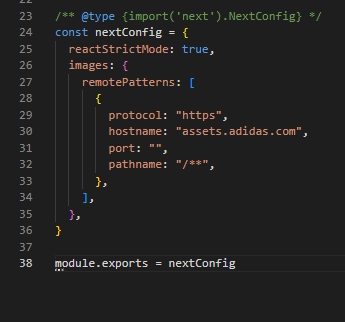 22
23 /** @type {import('next').NextConfig} */
24 const nextConfig = {
25 reactStrictMode: true,
26 images: {
27 remotePatterns: [
28 {
29 protocol: "https",
30 hostname: "assets.adidas.com",
31 port: "",
32 pathname: "/**",
33 },
34 ],
35 },
36 }
37
38 module.exports = nextConfig